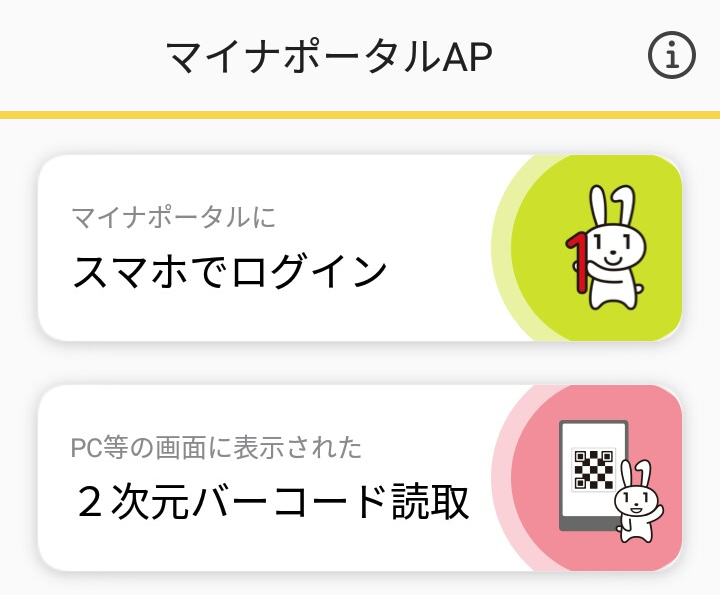 マイナポータルAP
マイナポータルに
スマホでログイン
PC等の画面に表示された
２次元バーコード読取